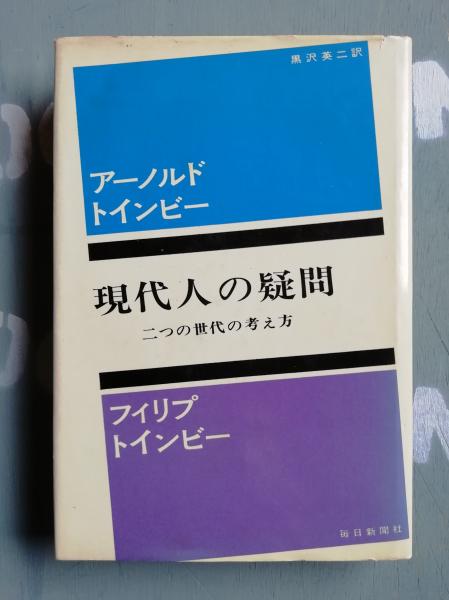 黒沢英二訳
アーノルド
トインビー
現代人の疑問
二つの世代の考え方
フィリプ
トインビー
毎日新聞社